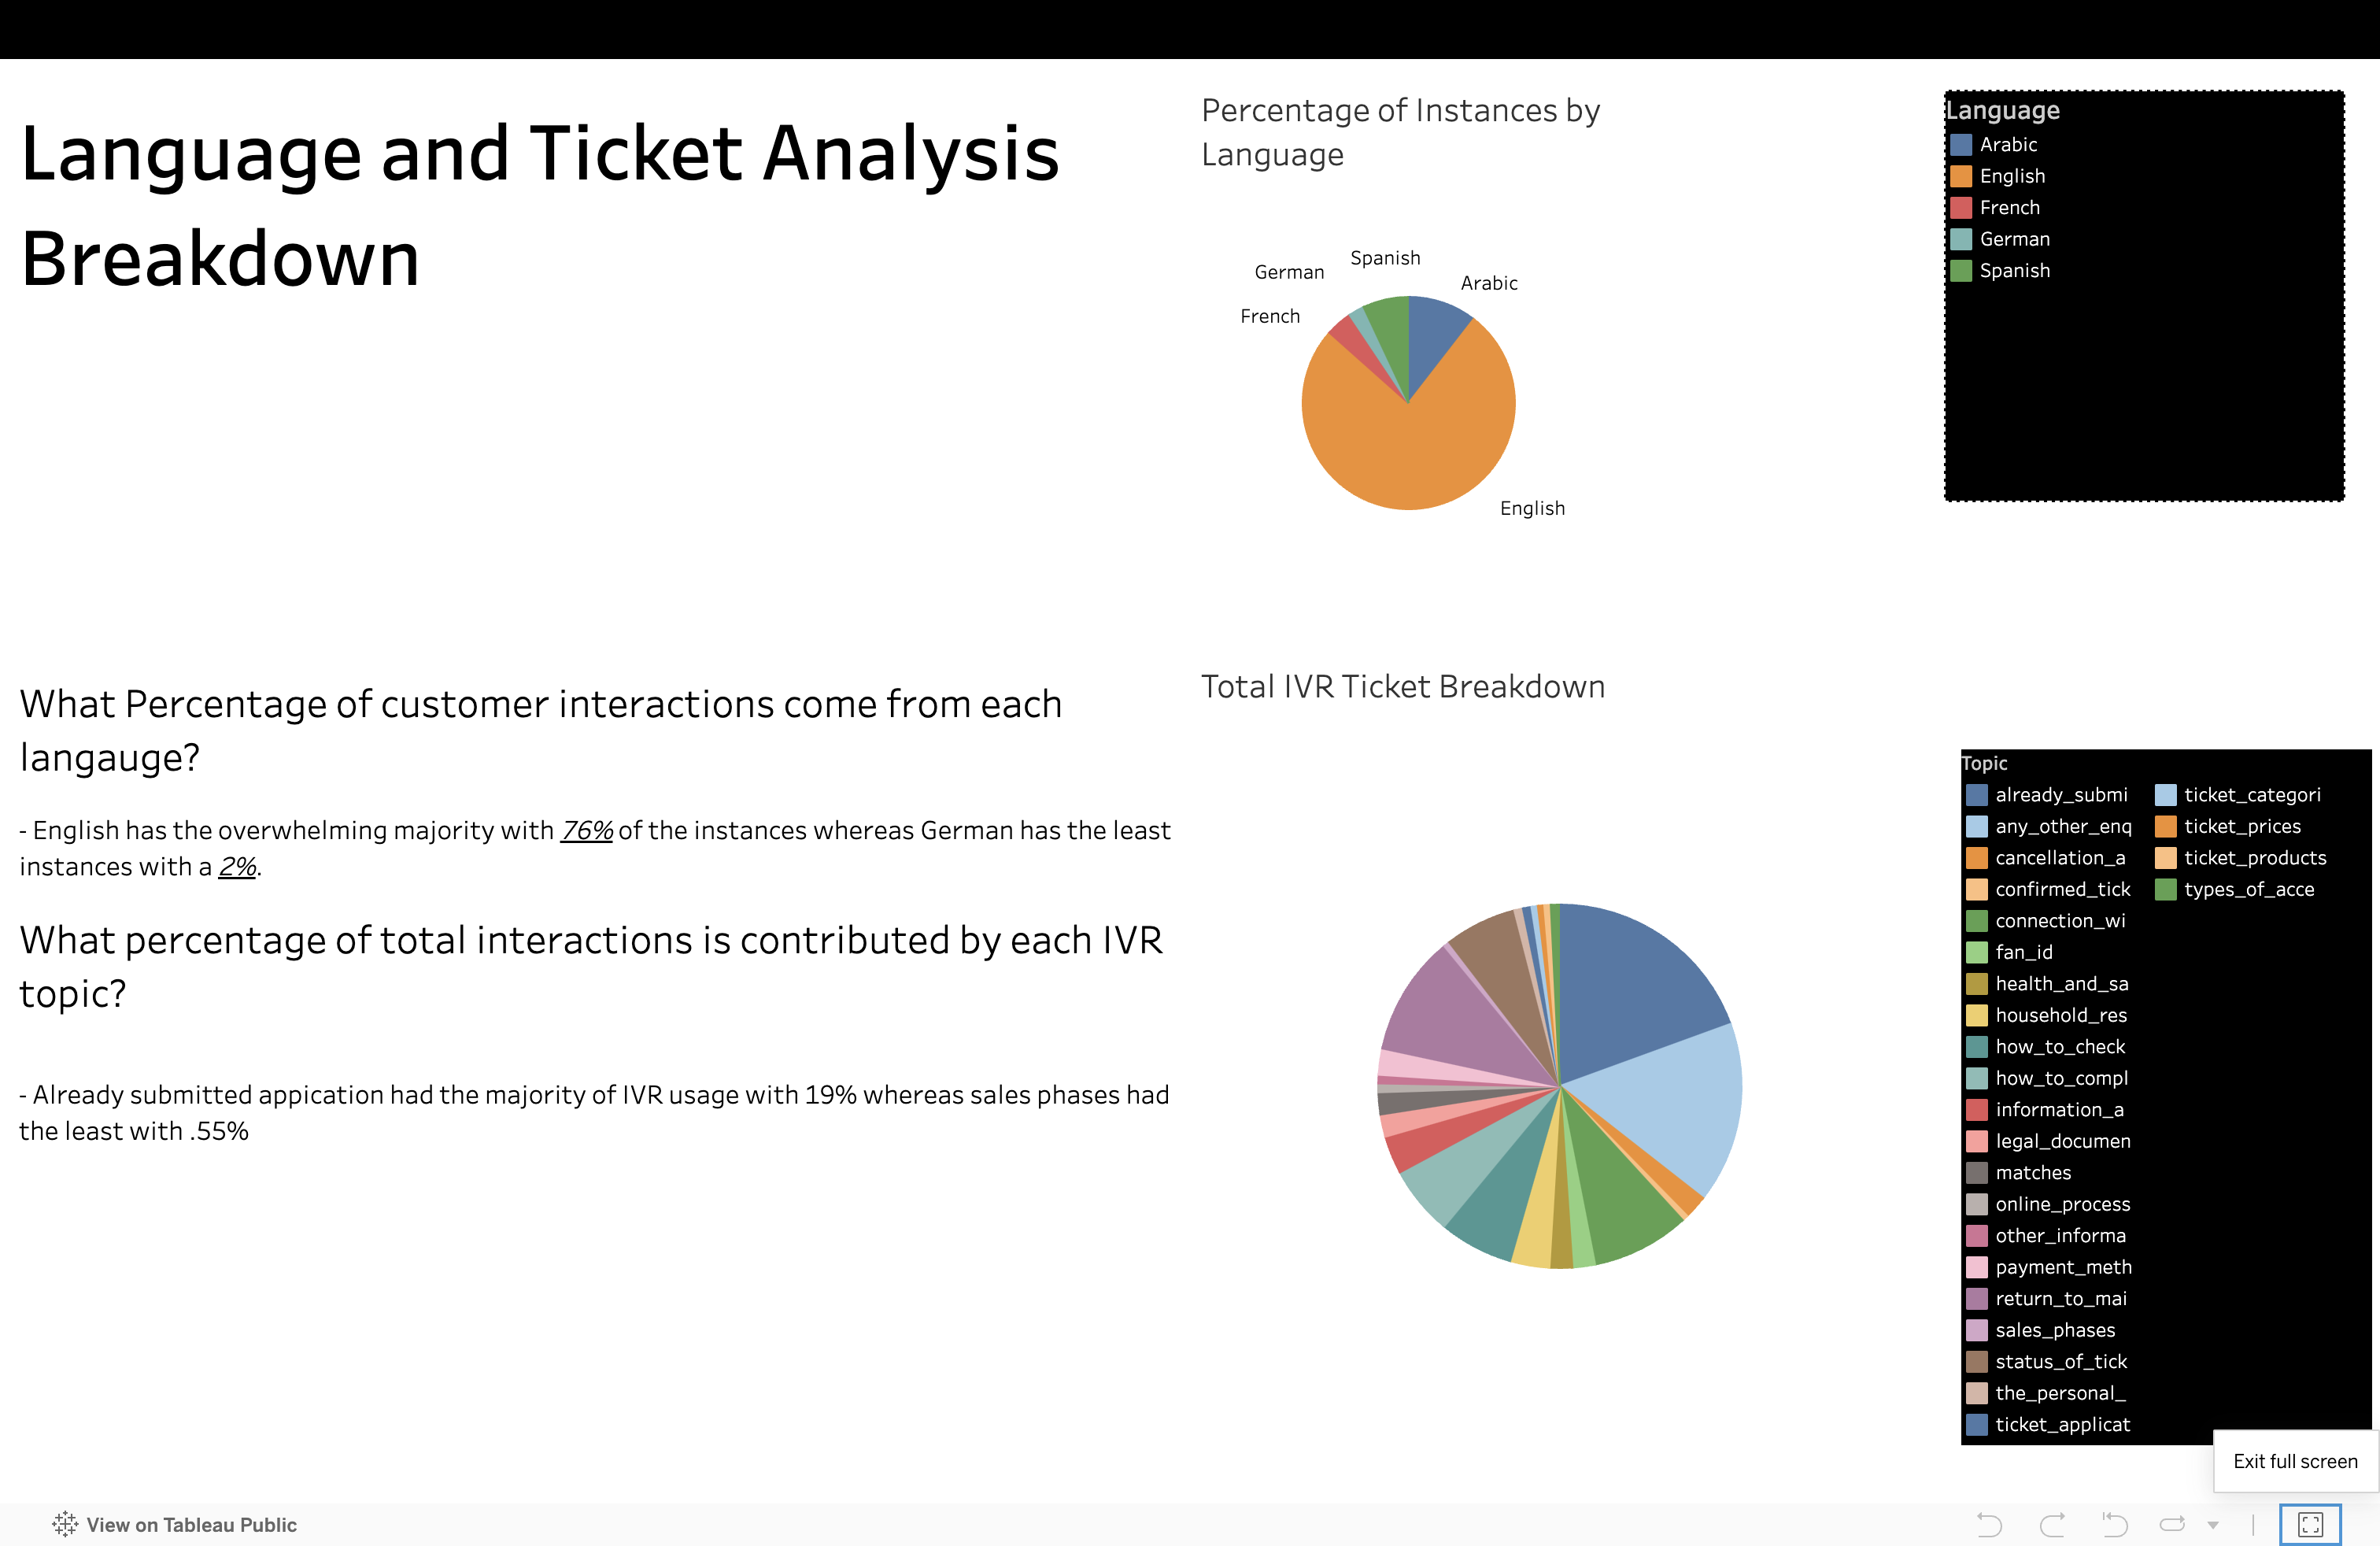 Language and Ticket Analysis
Breakdown
Percentage of Instances by
Language
Spanish
German
Arabic
French
English
Language
Arabic
English
French
German
Spanish
What Percentage of customer interactions come from each
langauge?
- English has the overwhelming majority with 76% of the instances whereas German has the least
instances with a 2%.
What percentage of total interactions is contributed by each IVR
topic?
- Already submitted appication had the majority of IVR usage with 19% whereas sales phases had
the least with .55%
Total IVR Ticket Breakdown
Topic
already_submi
any_other_enq
cancellation_a
confirmed_tick
connection_wi
fan_id
health_and_sa
household_res
how_to_check
how_to_compl
information_a
legal_documen
matches
online_process
other_informa
payment_meth
return_to_mai
sales_phases
status_of_tick
the_personal_
ticket_applicat
ticket_categori
ticket_prices
ticket_products
types_of_acce
Exit full screen
View on Tableau Public